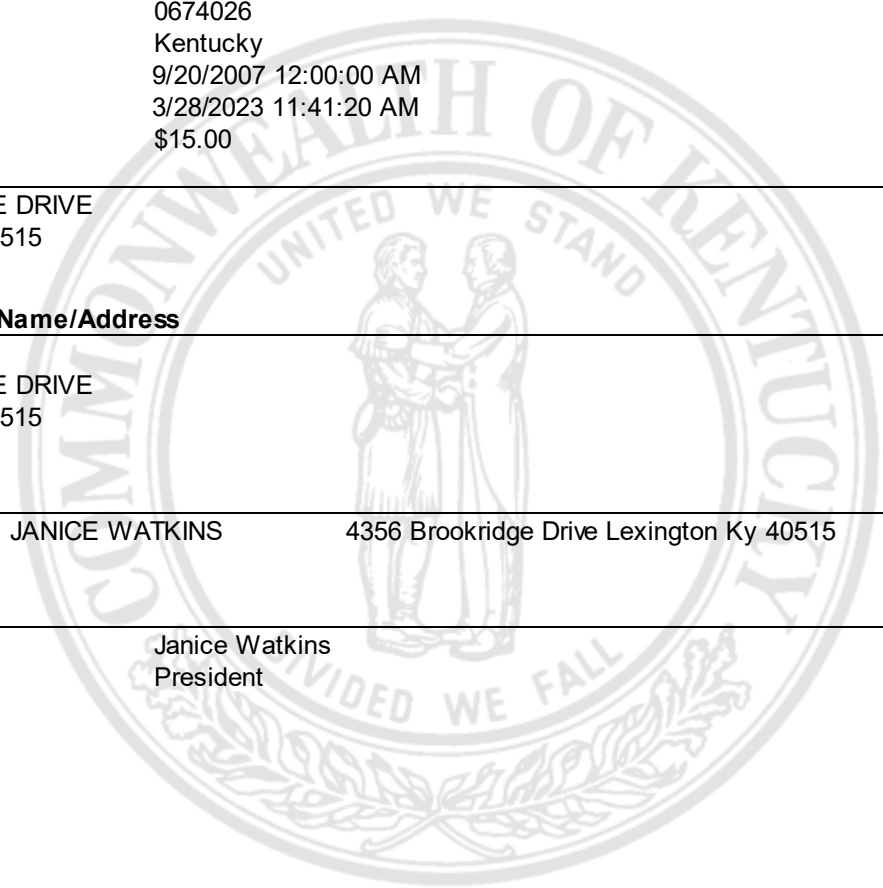 0674026
Kentucky
9/20/2007 12:00:00 AM
3/28/2023 11:41:20 AM
$15.00
E DRIVE
515
Name/Address
E DRIVE
515
JANICE WATKINS 4356 Brookridge Drive Lexington Ky 40515
Janice Watkins
President
COMMONWEALTH OF KENTUCKY
UNITED WE STAND
DIVIDED WE FALL